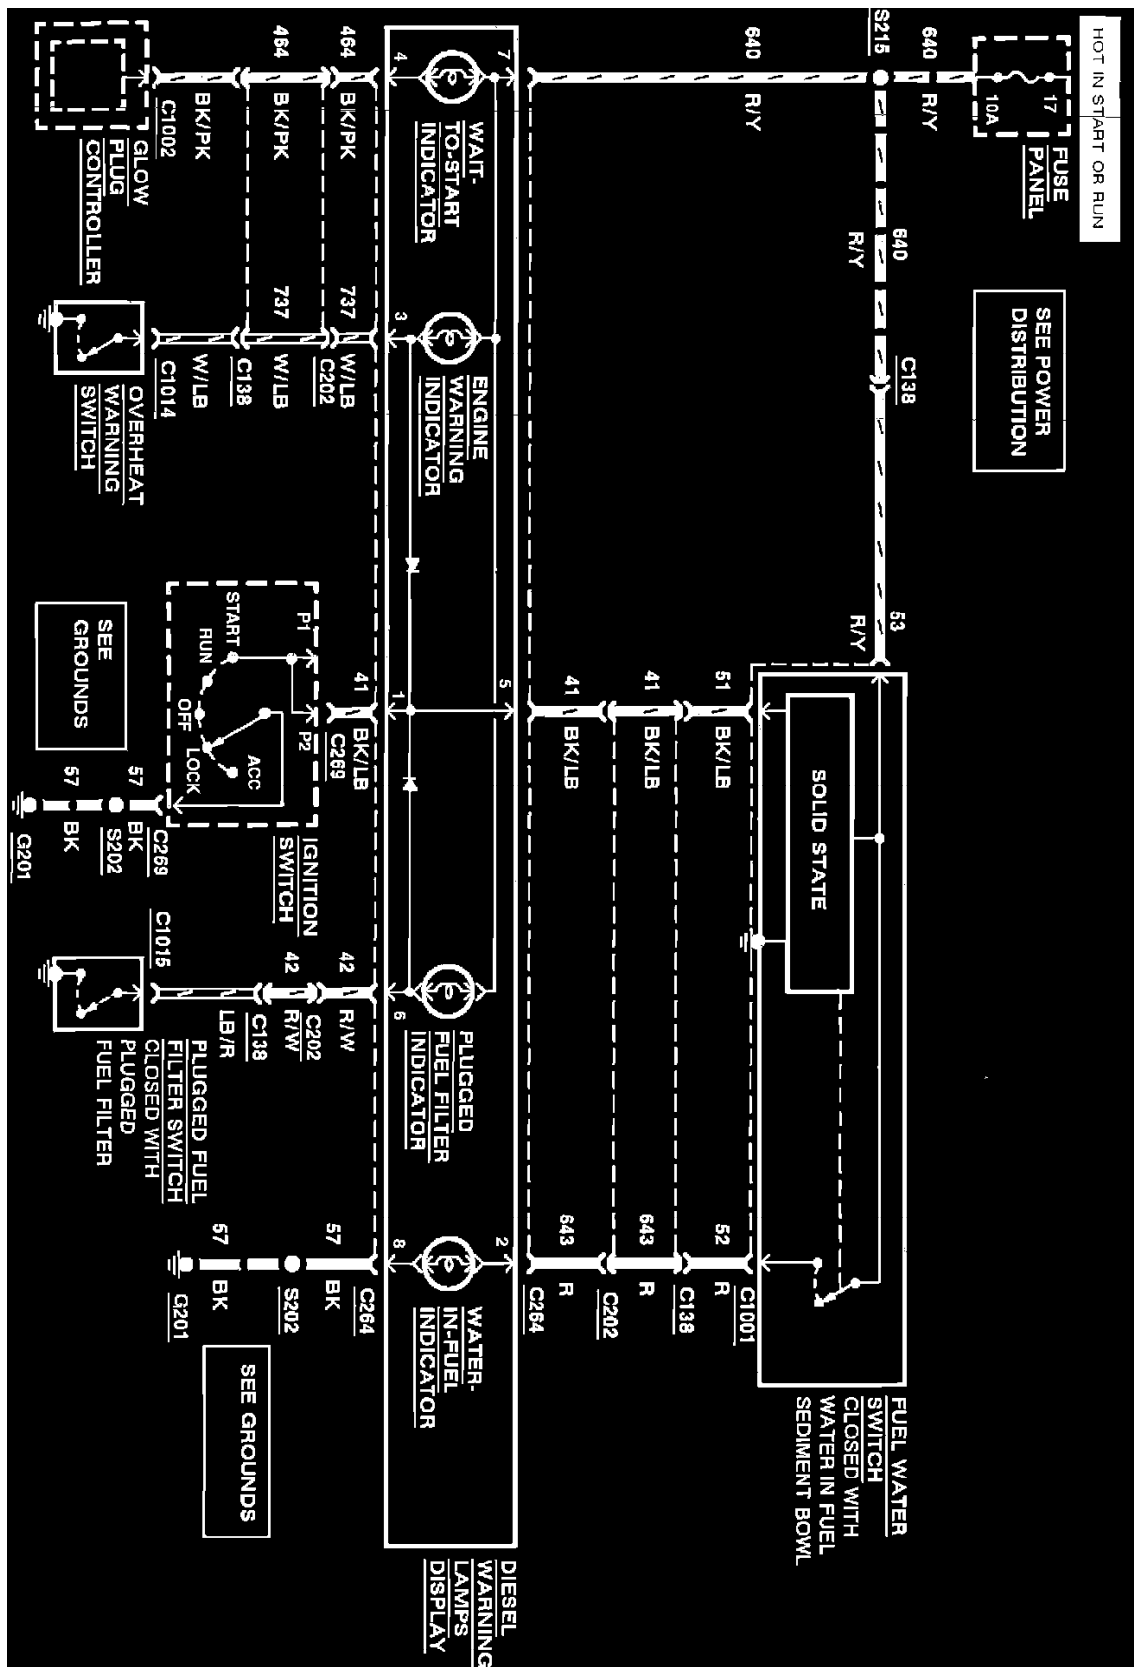 HOT IN START OR RUN
FUSE
PANEL
17
10A
640
R/Y
S215
640
R/Y
640
R/Y
C138
53
R/Y
SEE POWER
DISTRIBUTION
SOLID STATE
FUEL WATER
SWITCH
CLOSED WITH
WATER IN FUEL
SEDIMENT BOWL
51
BK/LB
41
BK/LB
41
BK/LB
52
R
C1001
643
R
C138
643
R
C202
C264
7
5
2
WAIT-
TO-START
INDICATOR
ENGINE
WARNING
INDICATOR
PLUGGED
FUEL FILTER
INDICATOR
WATER-
IN-FUEL
INDICATOR
DIESEL
WARNING
LAMPS
DISPLAY
4
3
1
6
8
464
BK/PK
464
BK/PK
BK/PK
C1002
GLOW
PLUG
CONTROLLER
737
W/LB
C202
737
W/LB
C138
W/LB
C1014
OVERHEAT
WARNING
SWITCH
41
BK/LB
C269
P1
P2
START
RUN
OFF
LOCK
ACC
IGNITION
SWITCH
C269
57
BK
S202
57
BK
G201
SEE
GROUNDS
42
R/W
C202
42
R/W
C138
LB/R
C1015
PLUGGED FUEL
FILTER SWITCH
CLOSED WITH
PLUGGED
FUEL FILTER
C264
57
BK
S202
57
BK
G201
SEE GROUNDS